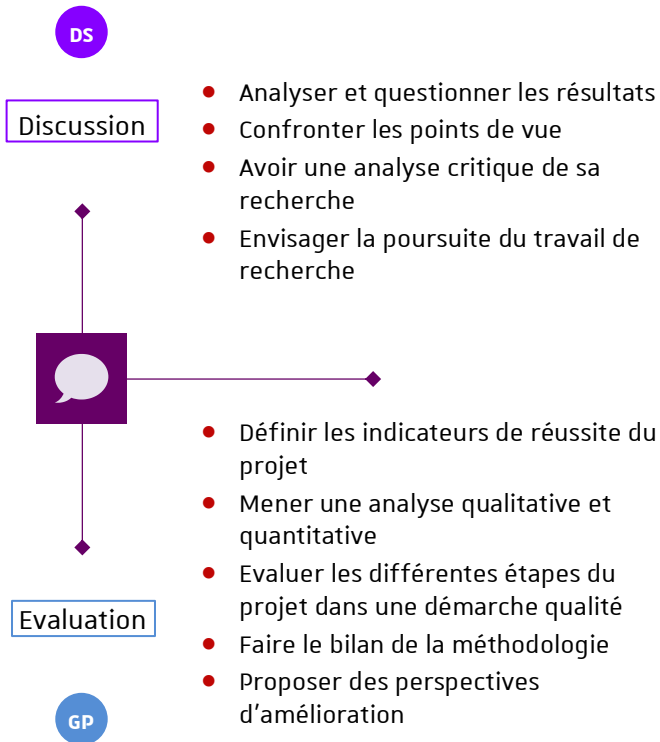 DS
Discussion
• Analyser et questionner les résultats
• Confronter les points de vue
• Avoir une analyse critique de sa
recherche
• Envisager la poursuite du travail de
recherche
• Définir les indicateurs de réussite du
projet
• Mener une analyse qualitative et
quantitative
• Evaluer les différentes étapes du
projet dans une démarche qualité
• Faire le bilan de la méthodologie
• Proposer des perspectives
d'amélioration
Evaluation
GP